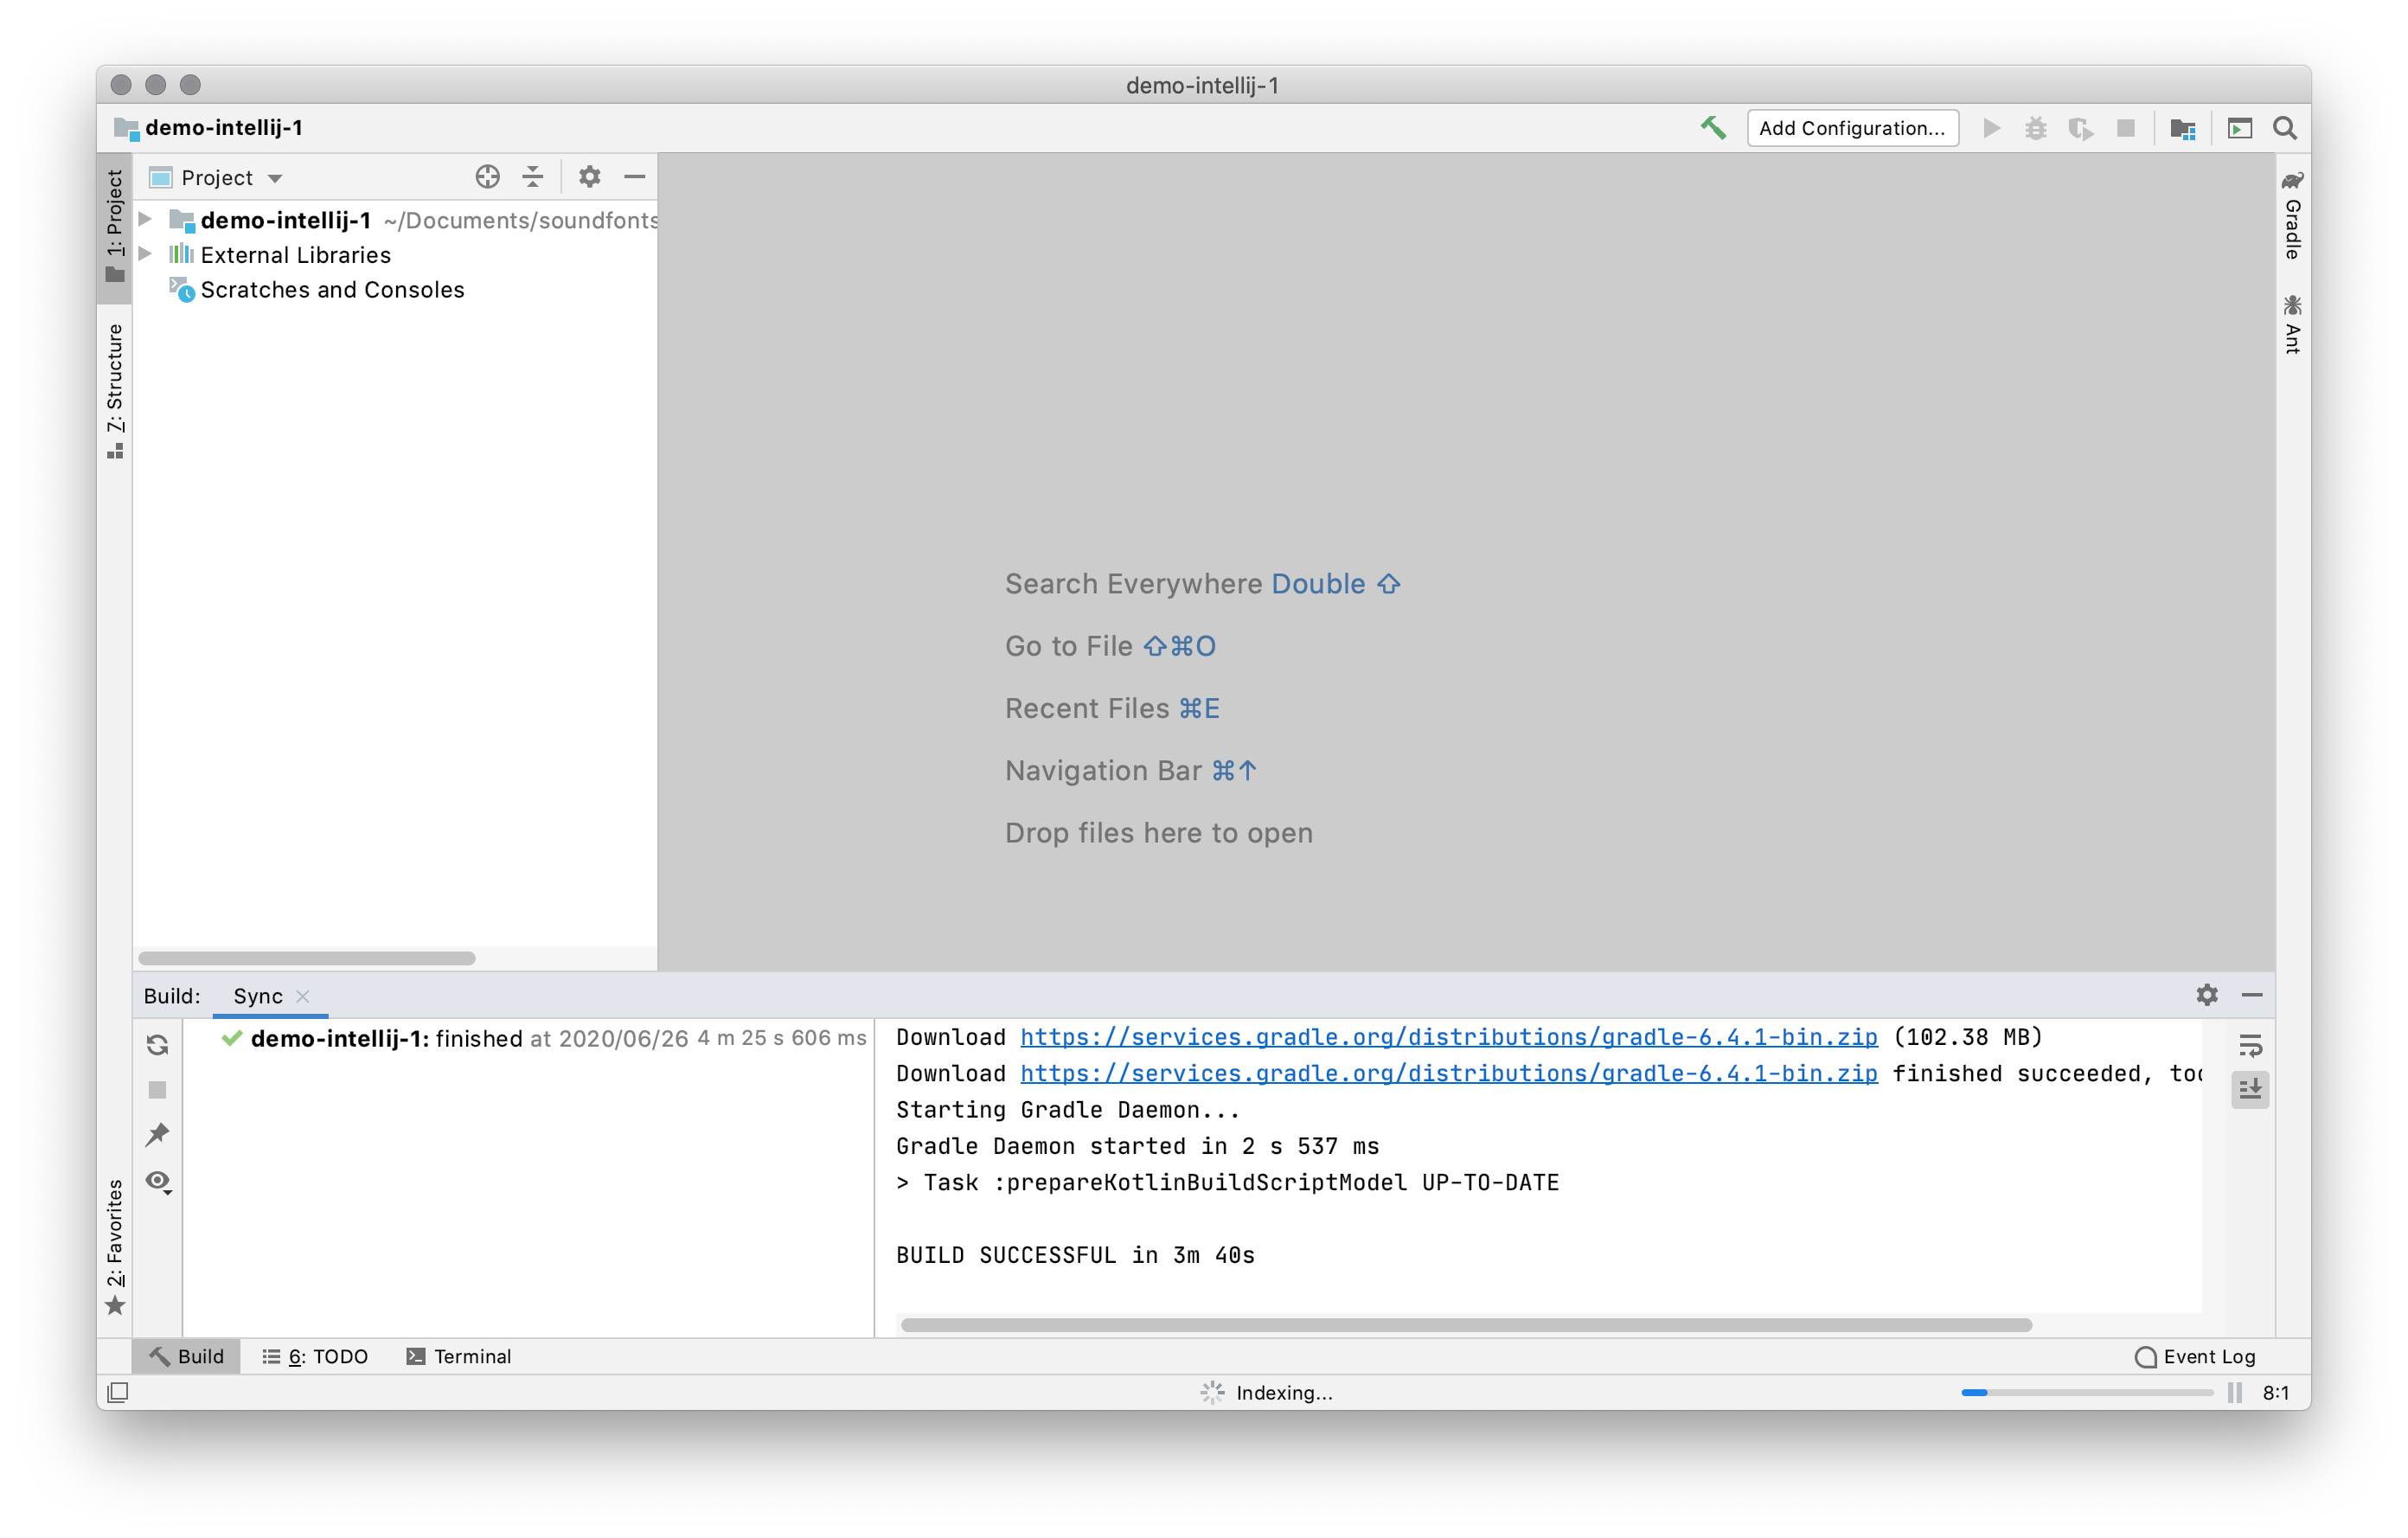 demo-intellij-1
demo-intellij-1
Add Configuration...
1: Project
7: Structure
2: Favorites
Project
demo-intellij-1 ~/Documents/soundfonts
External Libraries
Scratches and Consoles
Search Everywhere Double ⇧
Go to File ⇧⌘O
Recent Files ⌘E
Navigation Bar ⌘↑
Drop files here to open
Gradle
Ant
Build: Sync
demo-intellij-1: finished at 2020/06/26 4 m 25 s 606 ms
Download https://services.gradle.org/distributions/gradle-6.4.1-bin.zip (102.38 MB)
Download https://services.gradle.org/distributions/gradle-6.4.1-bin.zip finished succeeded,
Starting Gradle Daemon...
Gradle Daemon started in 2 s 537 ms
> Task :prepareKotlinBuildScriptModel UP-TO-DATE
BUILD SUCCESSFUL in 3m 40s
Build 6: TODO Terminal Event Log
Indexing... 8:1